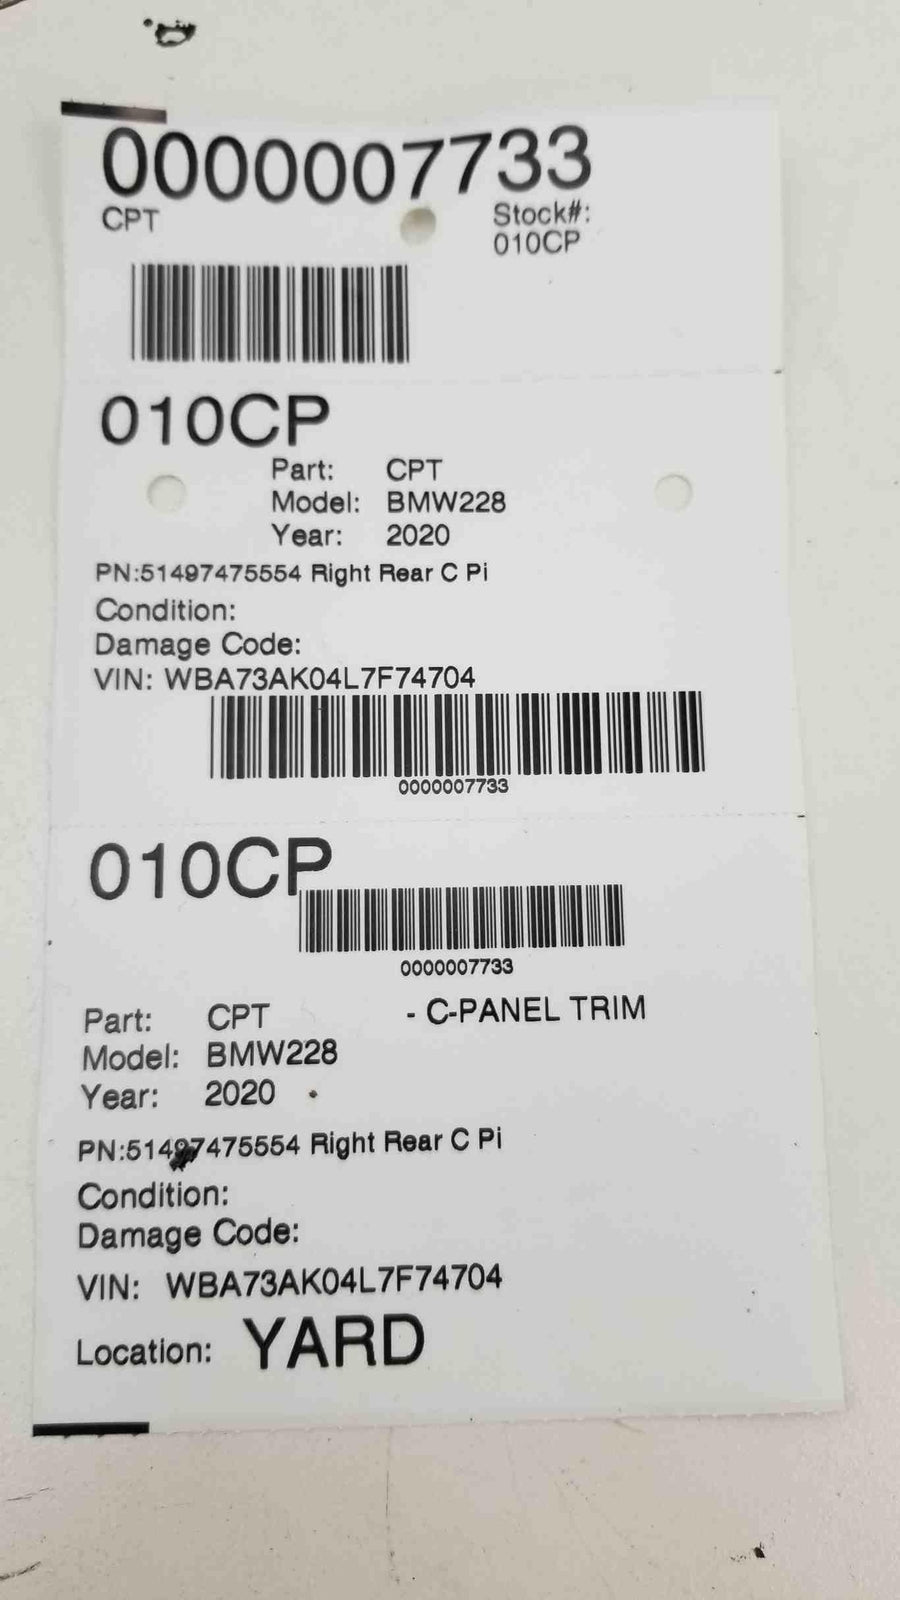 0000007733
CPT
Stock#:
010CP
010CP
Part: CPT
Model: BMW228
Year: 2020
PN:51497475554 Right Rear C Pi
Condition:
Damage Code:
VIN: WBA73AK04L7F74704
0000007733
010CP
0000007733
Part: CPT - C-PANEL TRIM
Model: BMW228
Year: 2020
PN:51497475554 Right Rear C Pi
Condition:
Damage Code:
VIN: WBA73AK04L7F74704
Location: YARD